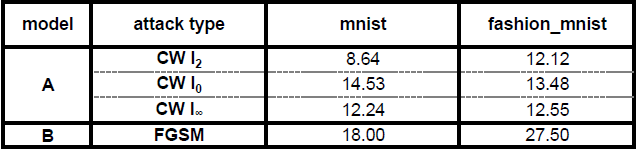 model attack type mnist fashion_mnist
CW l₂ 8.64 12.12
A CW l₀ 14.53 13.48
CW l∞ 12.24 12.55
B FGSM 18.00 27.50